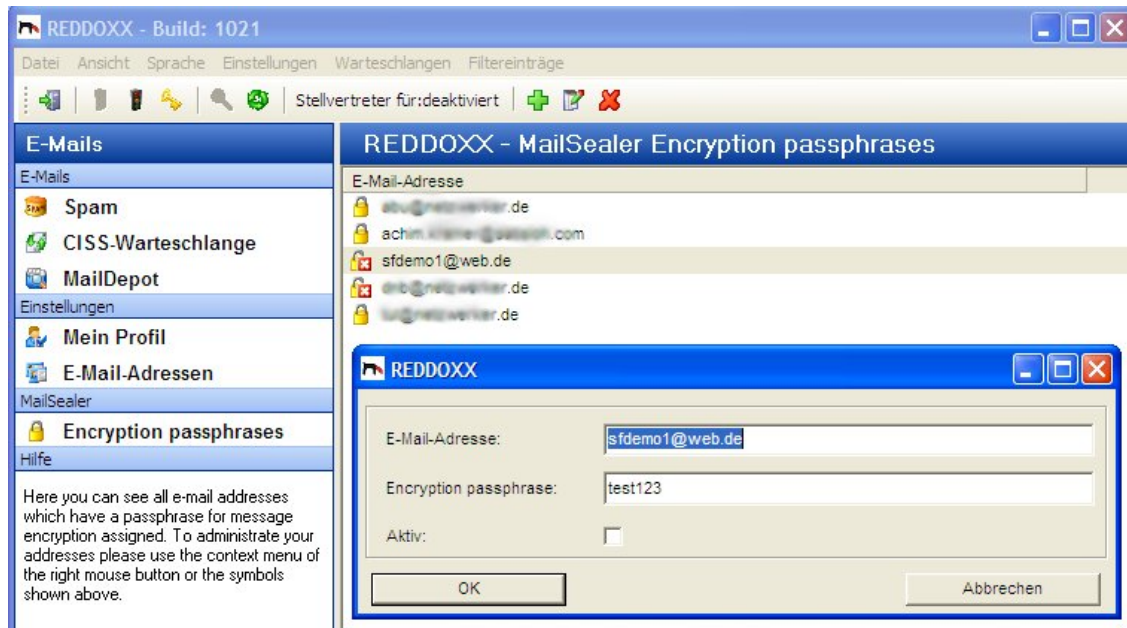 REDDOXX - Build: 1021
Datei Ansicht Sprache Einstellungen Warteschlangen Filtereinträge
Stellvertreter für:deaktiviert
E-Mails
E-Mails
Spam
CISS-Warteschlange
MailDepot
Einstellungen
Mein Profil
E-Mail-Adressen
MailSealer
Encryption passphrases
Hilfe
Here you can see all e-mail addresses
which have a passphrase for message
encryption assigned. To administrate your
addresses please use the context menu of
the right mouse button or the symbols
shown above.
REDDOXX - MailSealer Encryption passphrases
E-Mail-Adresse
.de
achim .com
sfdemo1@web.de
.de
.de
REDDOXX
E-Mail-Adresse: sfdemo1@web.de
Encryption passphrase: test123
Aktiv:
OK Abbrechen